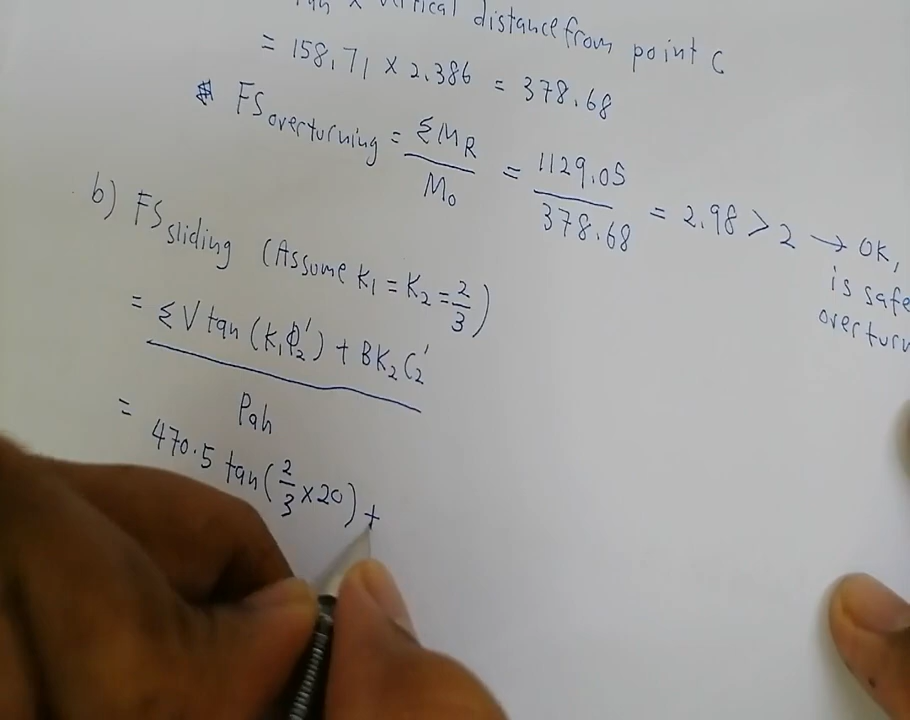 vertical distance from point C
= 158.71 × 2.386 = 378.68
# FS overturning = ΣMR / Mo = 1129.05 / 378.68 = 2.98 > 2 → OK,
is safe
overturn
b) FS sliding (Assume K1 = K2 = 2/3)
= ΣV tan (K1Φ2') + BK2C2'
Pah
= 470.5 tan (2/3 × 20) +